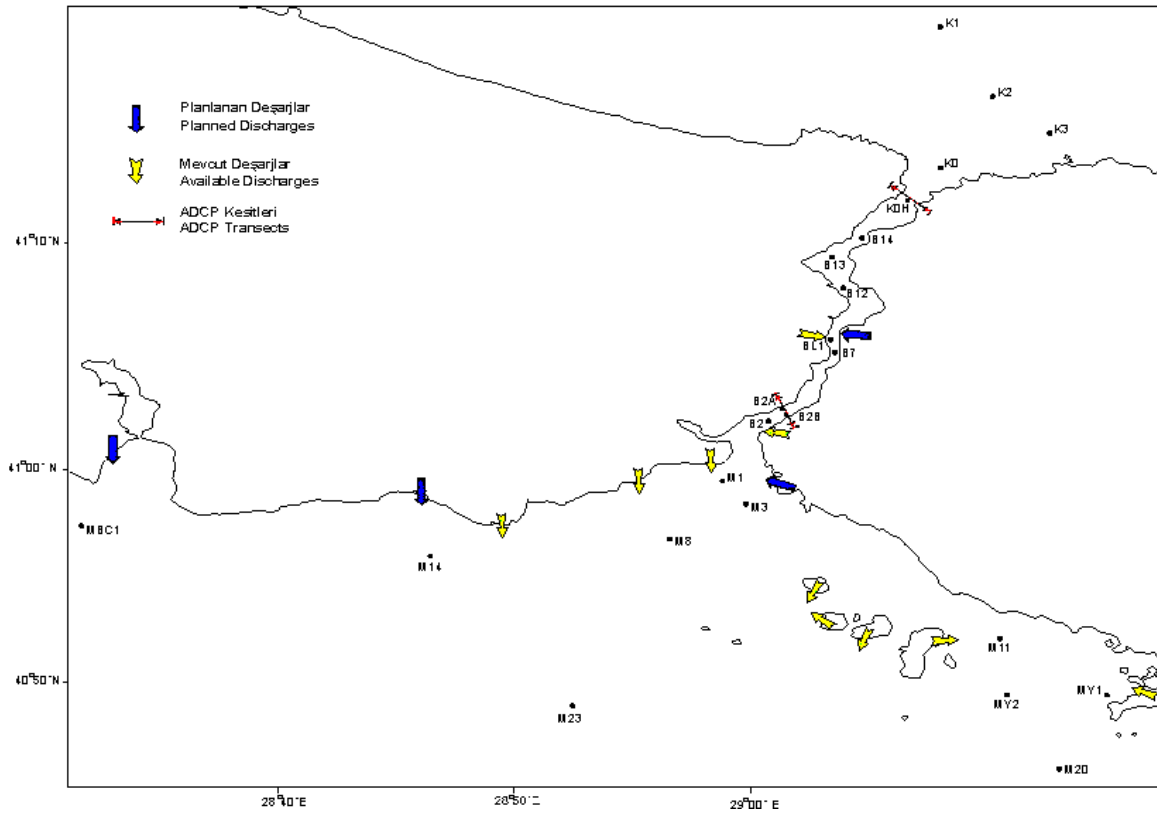 K1
K2
K3
K0
Planlanan Deşarjlar
Planned Discharges
Mevcut Deşarjlar
Available Discharges
ADCP Kesitleri
ADCP Transects
K0H
41°10'N
B14
B13
B12
BL1
B7
B2A
B2B
B2
41°00'N
M1
M3
MBC1
M8
M14
M11
40°50'N
MY2
MY1
M23
M20
28°40'E
28°50'E
29°00'E